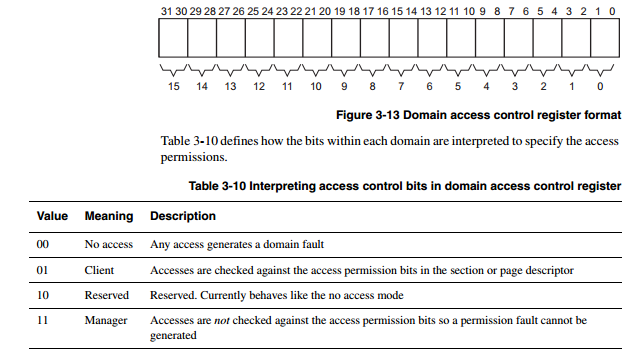 31 30 29 28 27 26 25 24 23 22 21 20 19 18 17 16 15 14 13 12 11 10 9 8 7 6 5 4 3 2 1 0
15 14 13 12 11 10 9 8 7 6 5 4 3 2 1 0
Figure 3-13 Domain access control register format
Table 3-10 defines how the bits within each domain are interpreted to specify the access
permissions.
Table 3-10 Interpreting access control bits in domain access control register
Value Meaning Description
00 No access Any access generates a domain fault
01 Client Accesses are checked against the access permission bits in the section or page descriptor
10 Reserved Reserved. Currently behaves like the no access mode
11 Manager Accesses are not checked against the access permission bits so a permission fault cannot be
generated